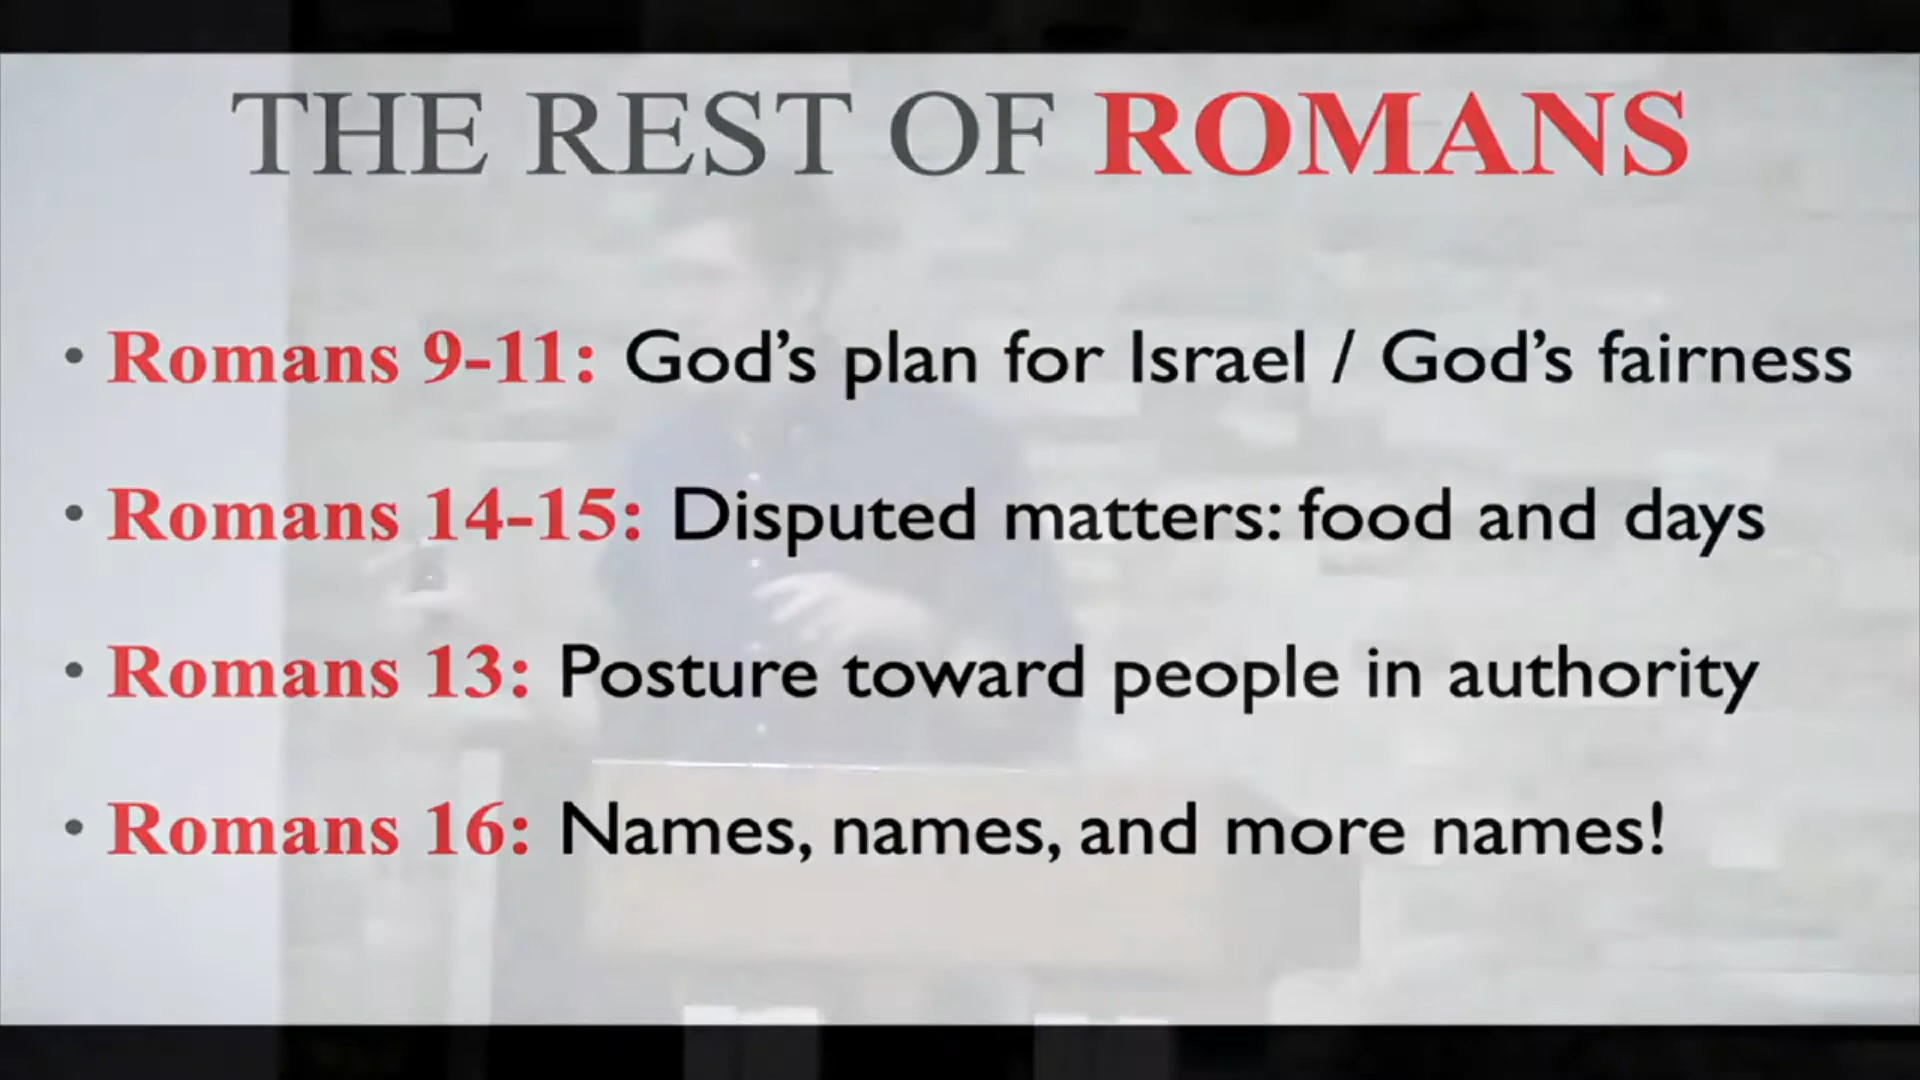 THE REST OF ROMANS
• Romans 9-11: God's plan for Israel / God's fairness
• Romans 14-15: Disputed matters: food and days
• Romans 13: Posture toward people in authority
• Romans 16: Names, names, and more names!